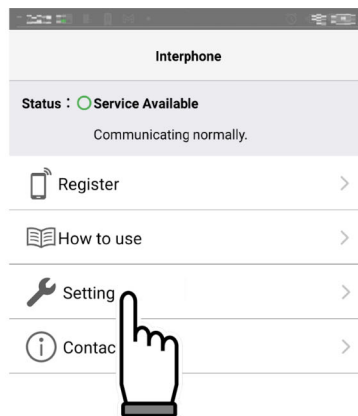 Interphone
Status : Service Available
Communicating normally.
Register
How to use
Setting
Contac